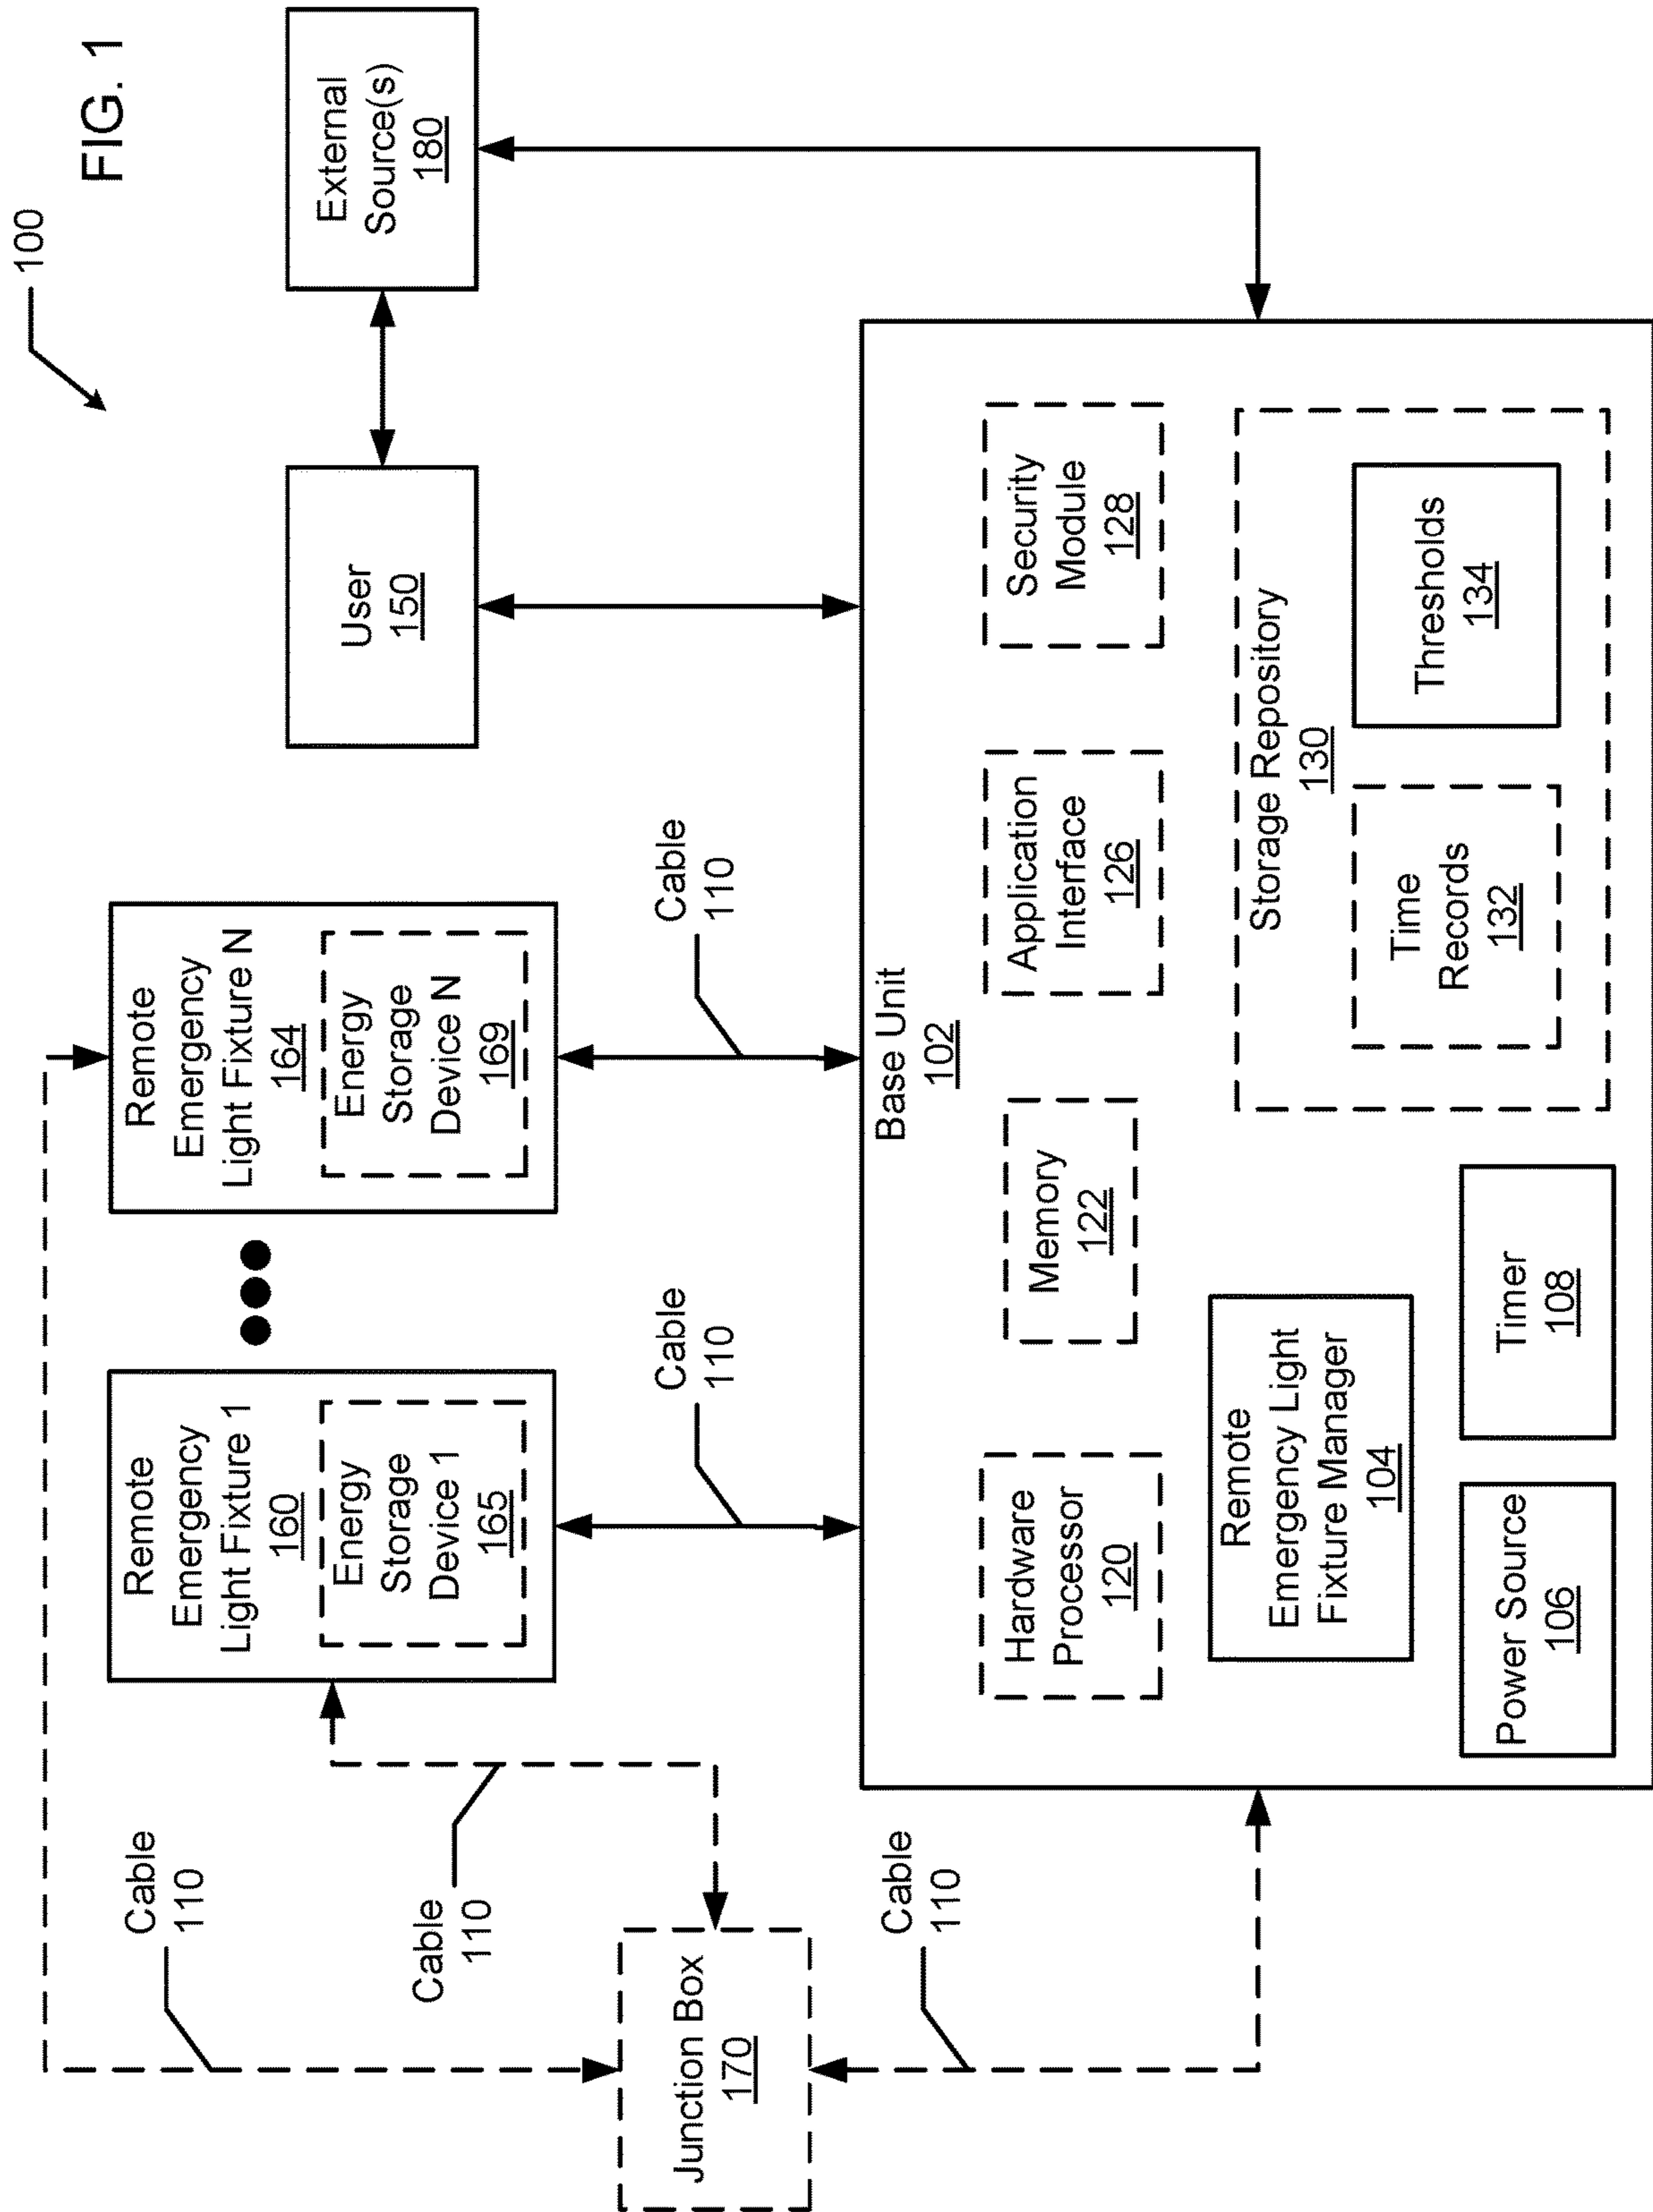 FIG. 1
100
External
Source(s)
180
User
150
Remote
Emergency
Light Fixture N
164
Energy
Storage
Device N
169
Remote
Emergency
Light Fixture 1
160
Energy
Storage
Device 1
165
Cable
110
Cable
110
Cable
110
Cable
110
Cable
110
Junction Box
170
Base Unit
102
Hardware
Processor
120
Memory
122
Application
Interface
126
Security
Module
128
Remote
Emergency Light
Fixture Manager
104
Storage Repository
130
Time
Records
132
Thresholds
134
Power Source
106
Timer
108